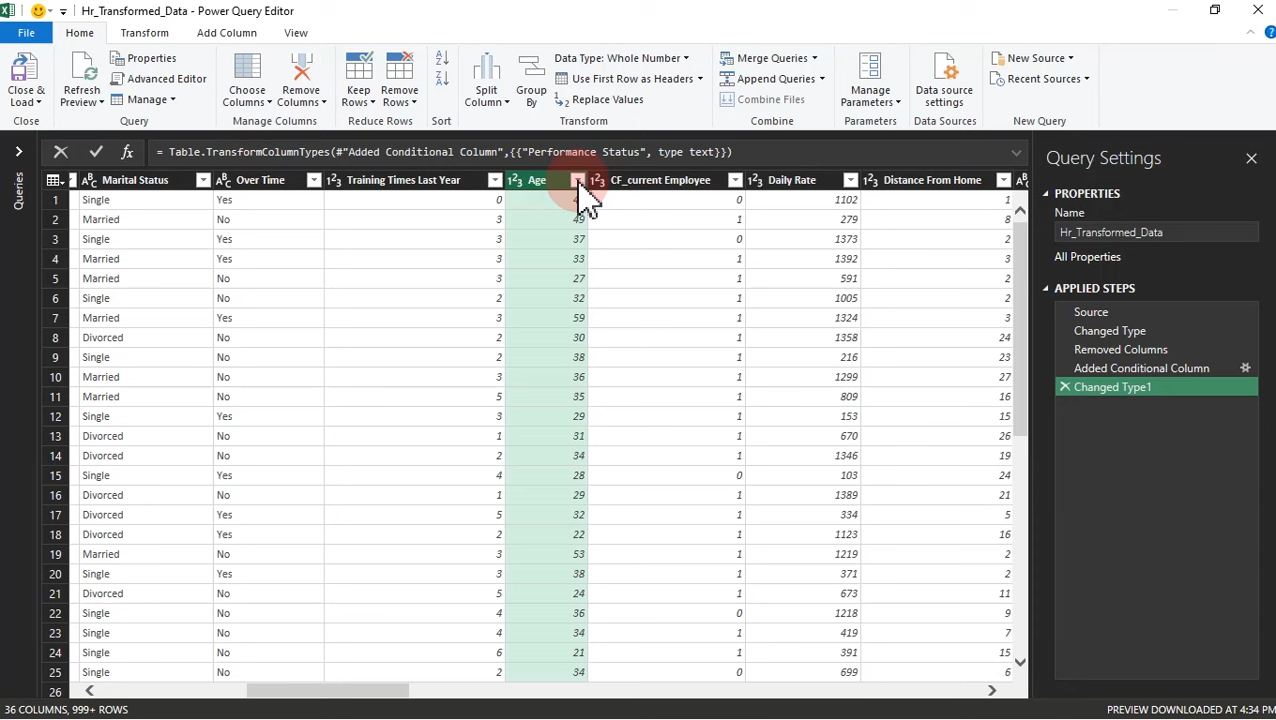 Hr_Transformed_Data - Power Query Editor
File Home Transform Add Column View
Close & Load
Refresh Preview
Properties
Advanced Editor
Manage
Choose Columns
Remove Columns
Keep Rows
Remove Rows
Split Column
Group By
Data Type: Whole Number
Use First Row as Headers
Replace Values
Merge Queries
Append Queries
Combine Files
Manage Parameters
Data source settings
New Source
Recent Sources
Close Query Manage Columns Reduce Rows Sort Transform Combine Parameters Data Sources New Query
= Table.TransformColumnTypes(#"Added Conditional Column",{{"Performance Status", type text}})
Queries
Marital Status Over Time Training Times Last Year Age CF_current Employee Daily Rate Distance From Home
1 Single Yes 0 0 1102 1
2 Married No 3 49 1 279 8
3 Single Yes 3 37 0 1373 2
4 Married Yes 3 33 1 1392 3
5 Married No 3 27 1 591 2
6 Single No 2 32 1 1005 2
7 Married Yes 3 59 1 1324 3
8 Divorced No 2 30 1 1358 24
9 Single No 2 38 1 216 23
10 Married No 3 36 1 1299 27
11 Married No 5 35 1 809 16
12 Single Yes 3 29 1 153 15
13 Divorced No 1 31 1 670 26
14 Divorced No 2 34 1 1346 19
15 Single Yes 4 28 0 103 24
16 Divorced No 1 29 1 1389 21
17 Divorced Yes 5 32 1 334 5
18 Divorced Yes 2 22 1 1123 16
19 Married No 3 53 1 1219 2
20 Single Yes 3 38 1 371 2
21 Divorced No 5 24 1 673 11
22 Single No 4 36 0 1218 9
23 Single No 4 34 1 419 7
24 Single No 6 21 1 391 15
25 Single No 2 34 0 699 6
26
Query Settings
PROPERTIES
Name
Hr_Transformed_Data
All Properties
APPLIED STEPS
Source
Changed Type
Removed Columns
Added Conditional Column
Changed Type1
36 COLUMNS, 999+ ROWS
PREVIEW DOWNLOADED AT 4:34 PM